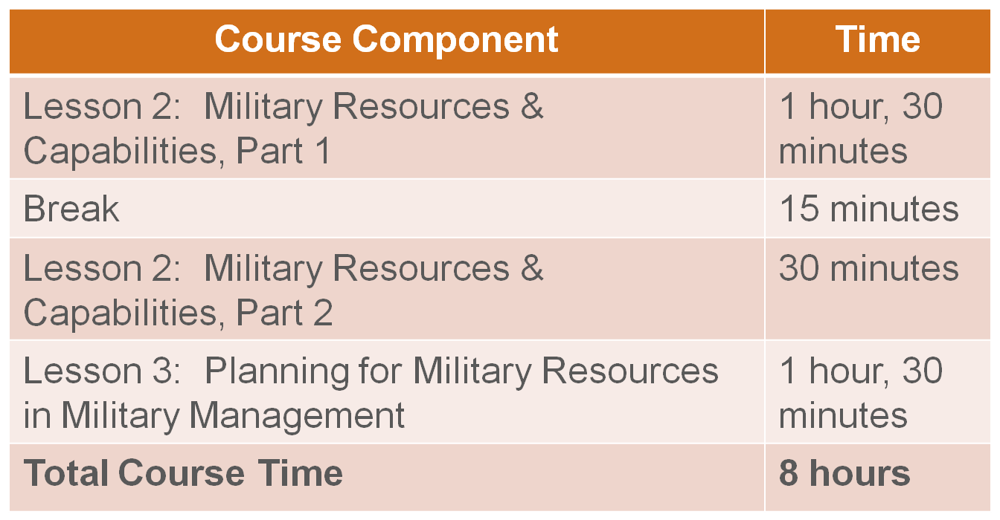 Course Component Time
Lesson 2: Military Resources & 1 hour, 30
Capabilities, Part 1 minutes
Break 15 minutes
Lesson 2: Military Resources & 30 minutes
Capabilities, Part 2
Lesson 3: Planning for Military Resources 1 hour, 30
in Military Management minutes
Total Course Time 8 hours